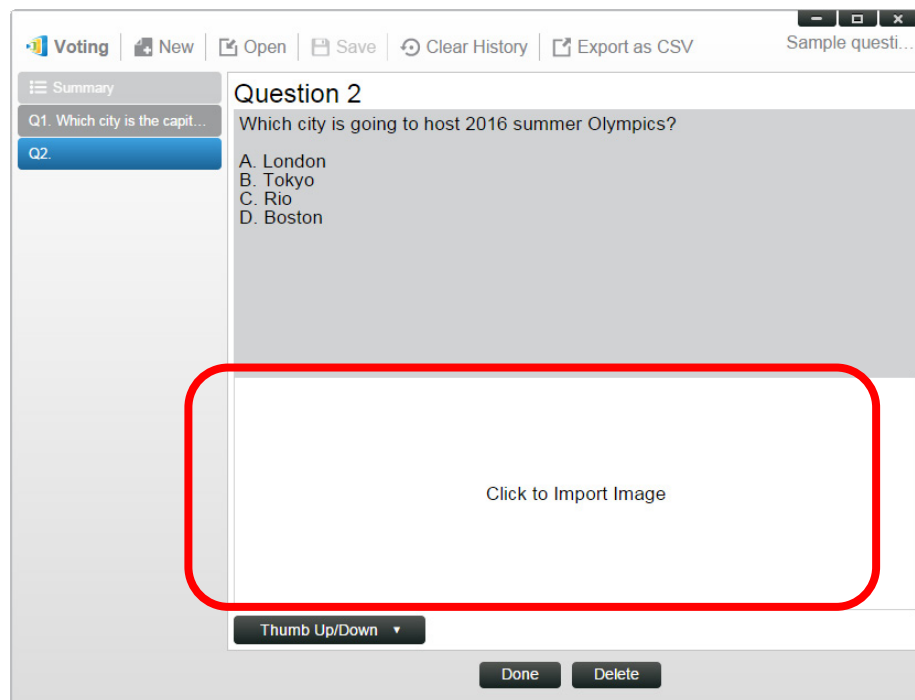 Voting New Open Save Clear History Export as CSV Sample questi...
Summary
Q1. Which city is the capit...
Q2.
Question 2
Which city is going to host 2016 summer Olympics?
A. London
B. Tokyo
C. Rio
D. Boston
Click to Import Image
Thumb Up/Down
Done Delete